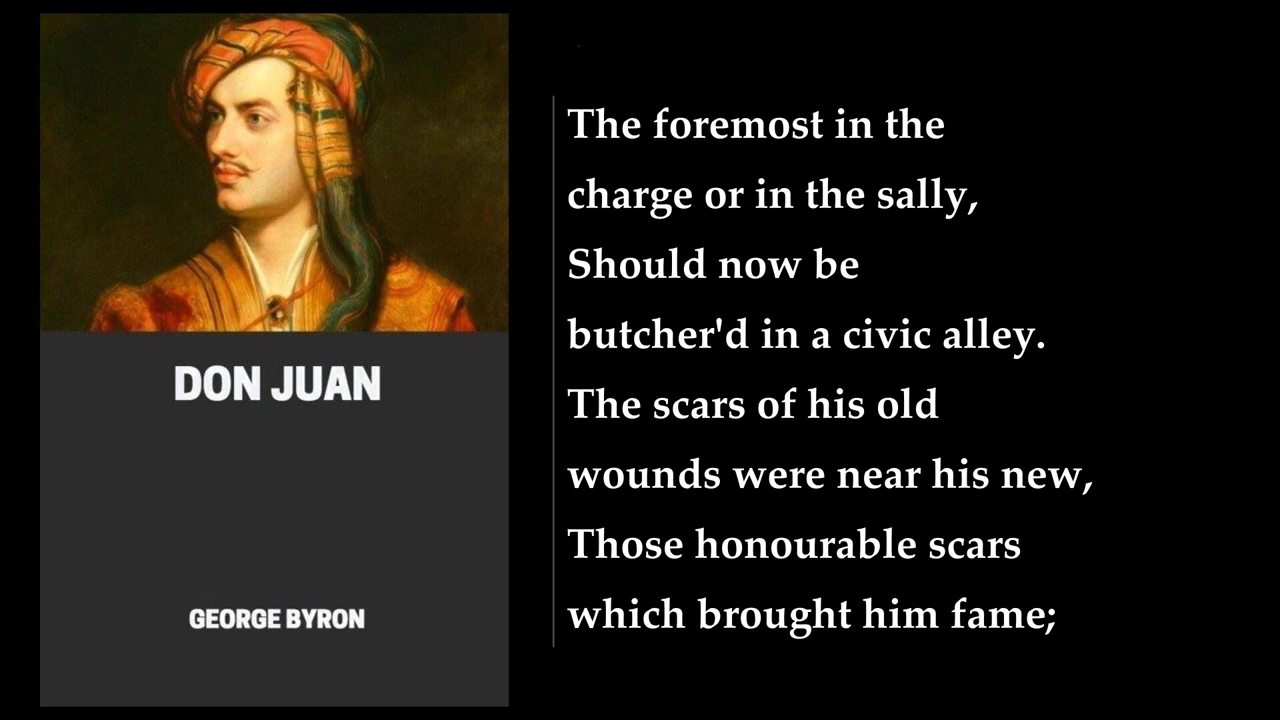 DON JUAN
GEORGE BYRON
The foremost in the
charge or in the sally,
Should now be
butcher'd in a civic alley.
The scars of his old
wounds were near his new,
Those honourable scars
which brought him fame;